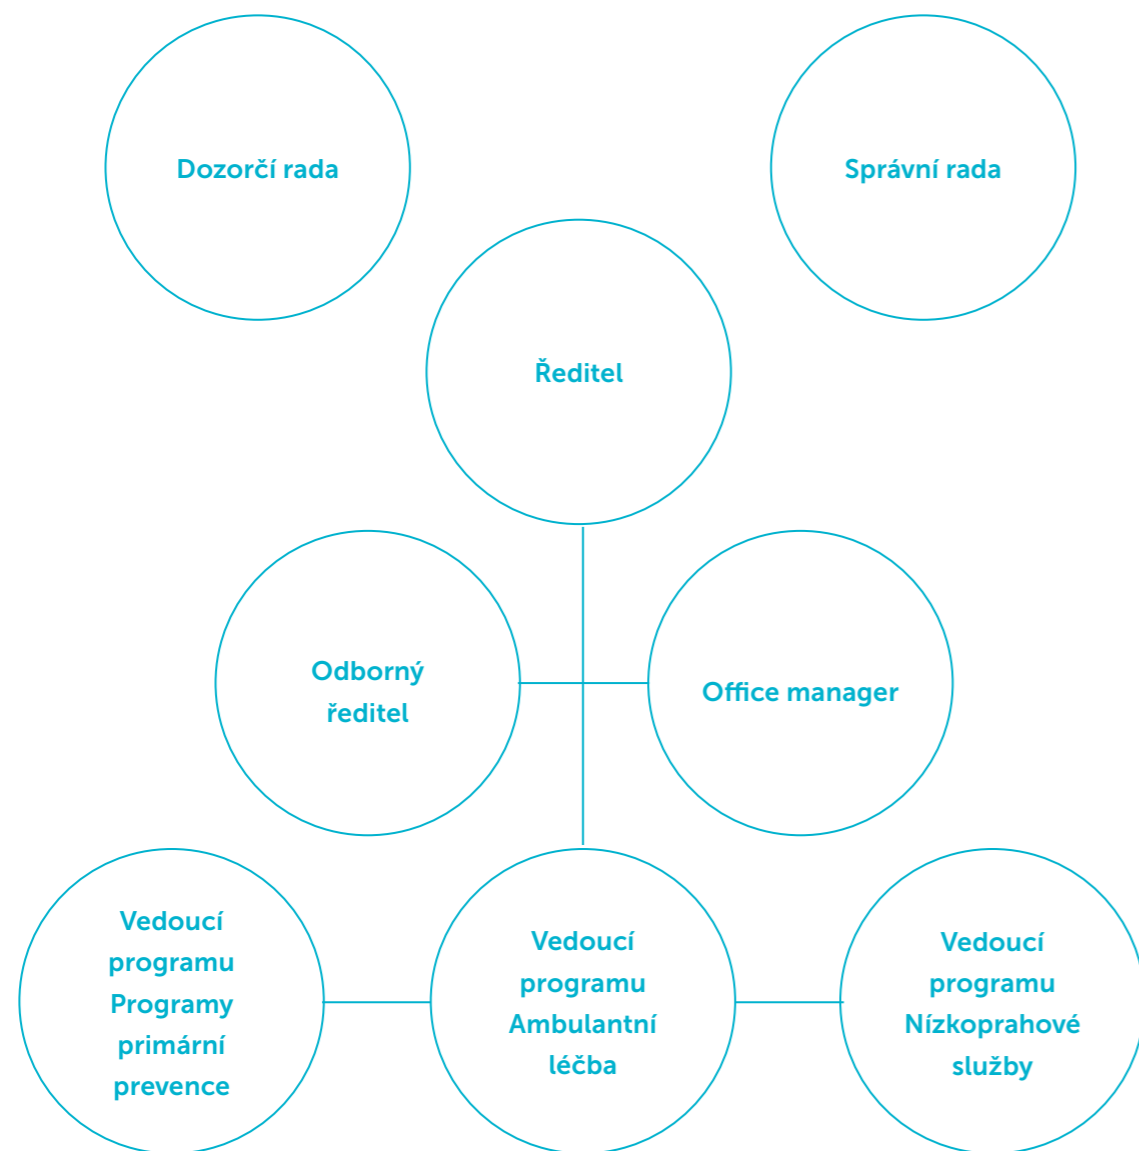 Dozorčí rada
Správní rada
Ředitel
Odborný
ředitel
Office manager
Vedoucí
programu
Programy
primární
prevence
Vedoucí
programu
Ambulantní
léčba
Vedoucí
programu
Nízkoprahové
služby